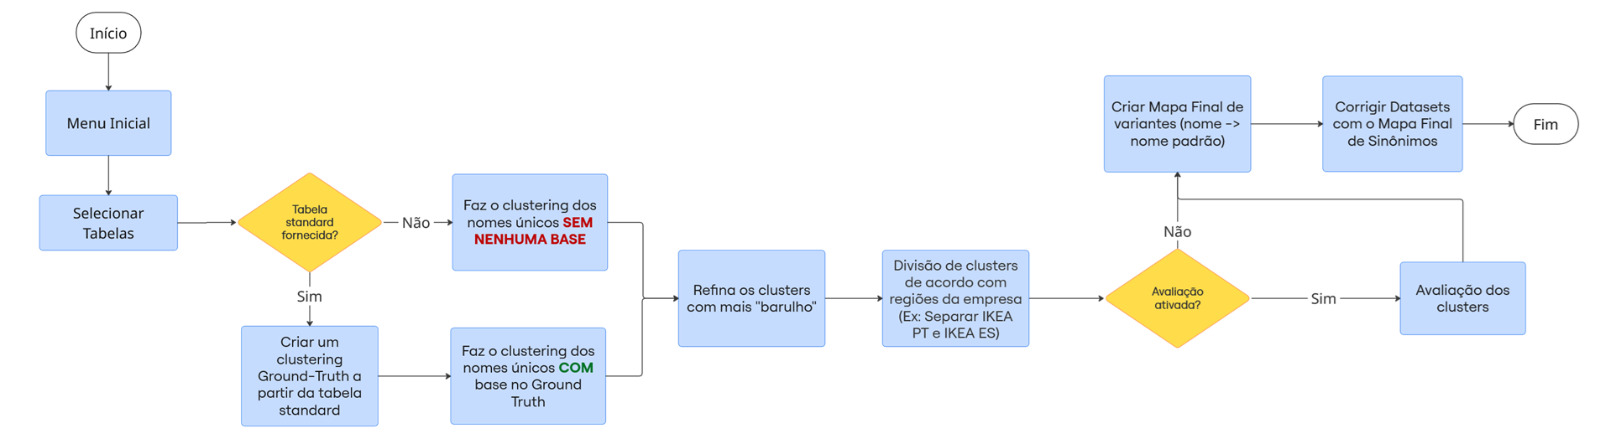 Início
Menu Inicial
Selecionar
Tabelas
Tabela
standard
fornecida?
Não
Faz o clustering dos
nomes únicos SEM
NENHUMA BASE
Sim
Criar um
clustering
Ground-Truth a
partir da tabela
standard
Faz o clustering dos
nomes únicos COM
base no Ground
Truth
Refina os clusters
com mais "barulho"
Divisão de clusters
de acordo com
regiões da empresa
(Ex: Separar IKEA
PT e IKEA ES)
Avaliação
ativada?
Sim
Avaliação dos
clusters
Não
Criar Mapa Final de
variantes (nome ->
nome padrão)
Corrigir Datasets
com o Mapa Final
de Sinônimos
Fim